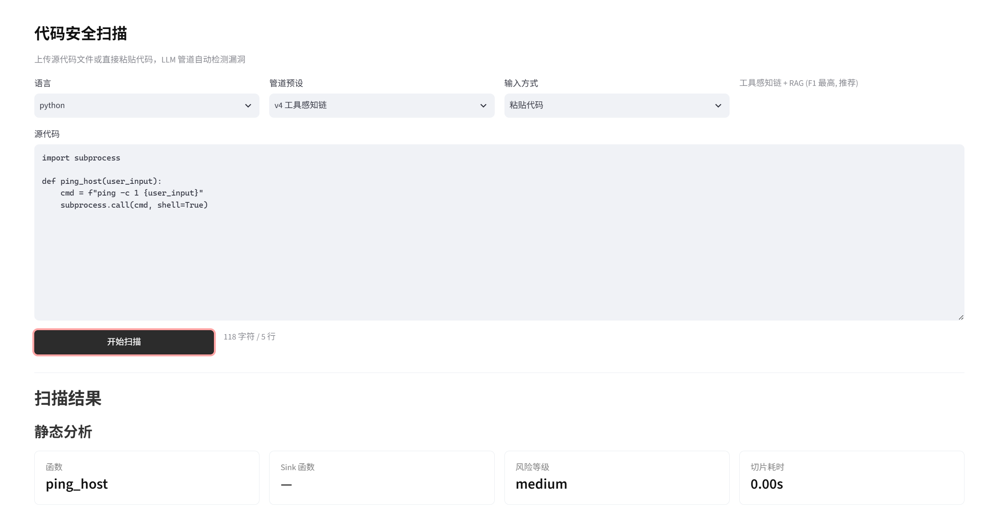 代码安全扫描
上传源代码文件或直接粘贴代码，LLM 管道自动检测漏洞
语言
管道预设
输入方式
工具感知链 + RAG (F1 最高, 推荐)
python
v4 工具感知链
粘贴代码
源代码
import subprocess
def ping_host(user_input):
    cmd = f"ping -c 1 {user_input}"
    subprocess.call(cmd, shell=True)
开始扫描
118 字符 / 5 行
扫描结果
静态分析
函数
ping_host
Sink 函数
—
风险等级
medium
切片耗时
0.00s